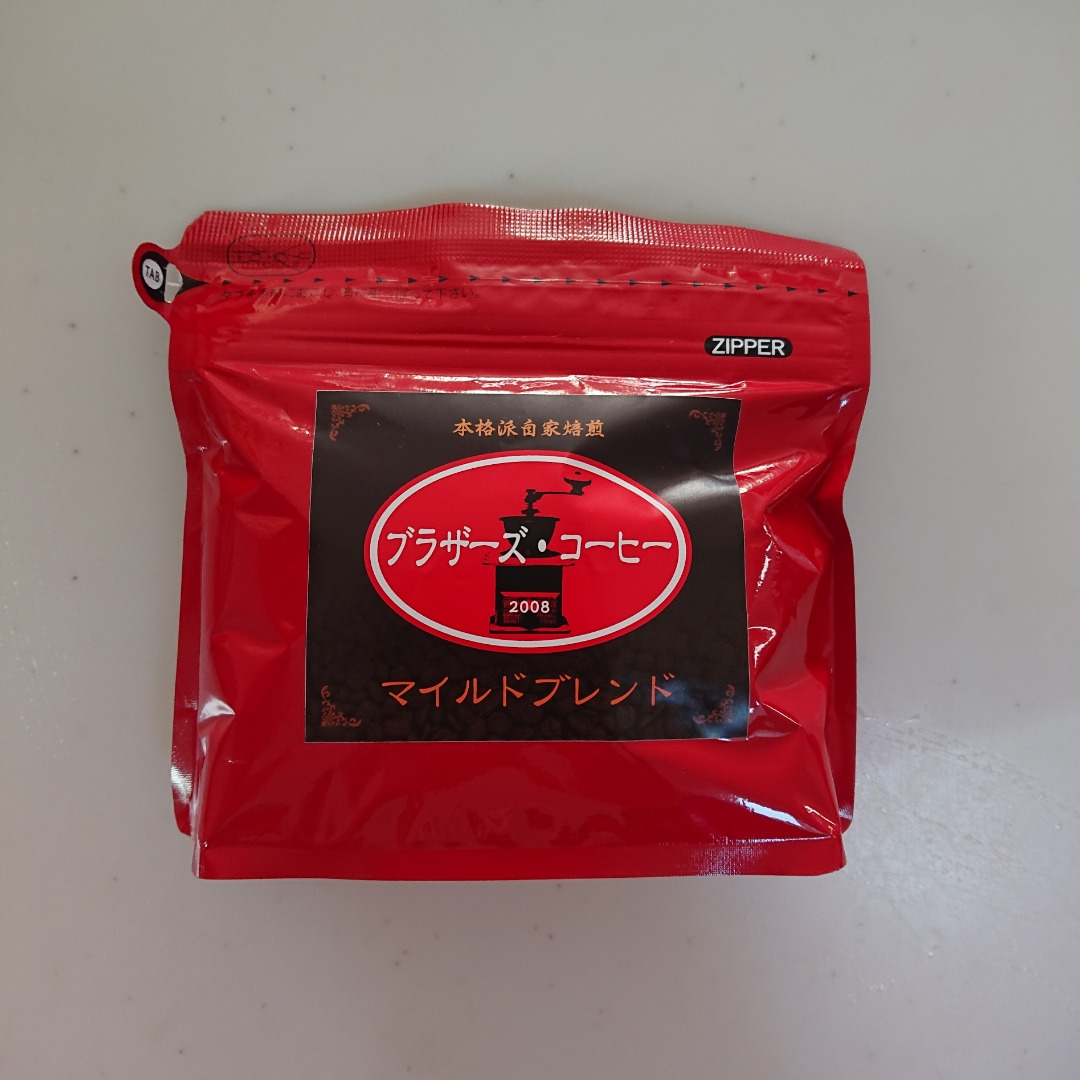 TAB
ZIPPER
本格派自家焙煎
ブラザーズ・コーヒー
2008
マイルドブレンド